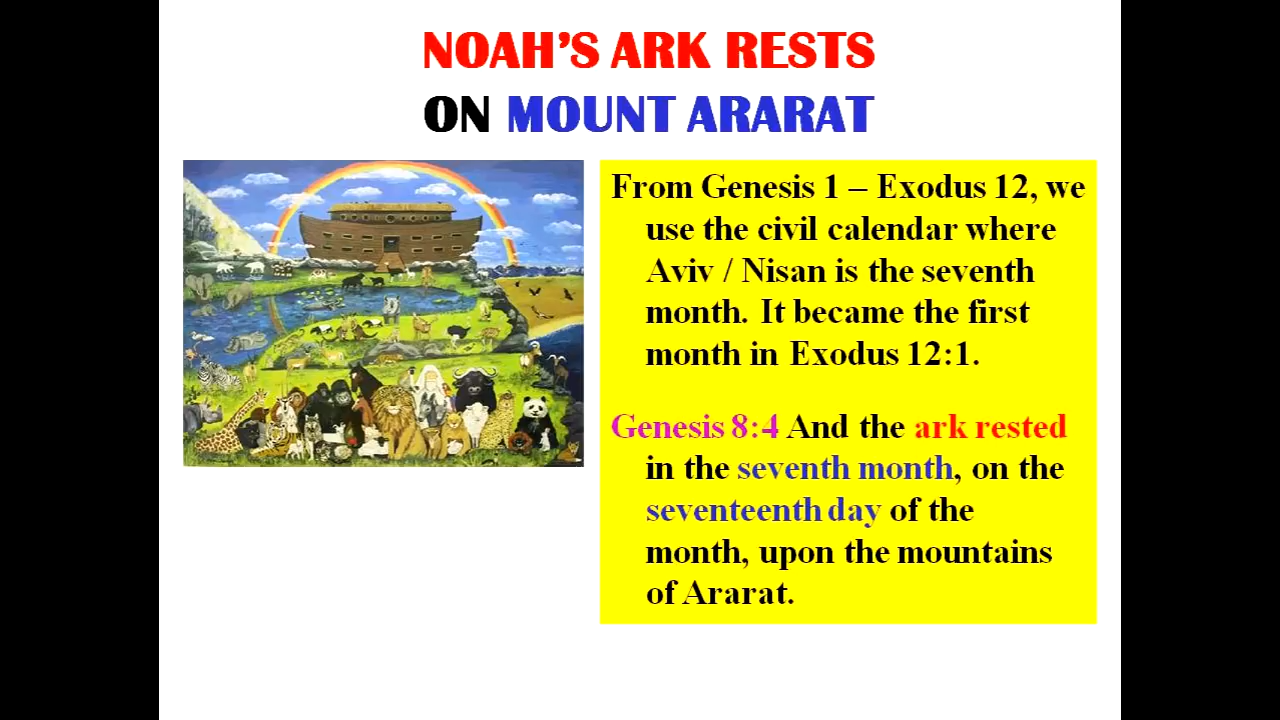 NOAH’S ARK RESTS
ON MOUNT ARARAT
From Genesis 1 – Exodus 12, we
use the civil calendar where
Aviv / Nisan is the seventh
month. It became the first
month in Exodus 12:1.
Genesis 8:4 And the ark rested
in the seventh month, on the
seventeenth day of the
month, upon the mountains
of Ararat.